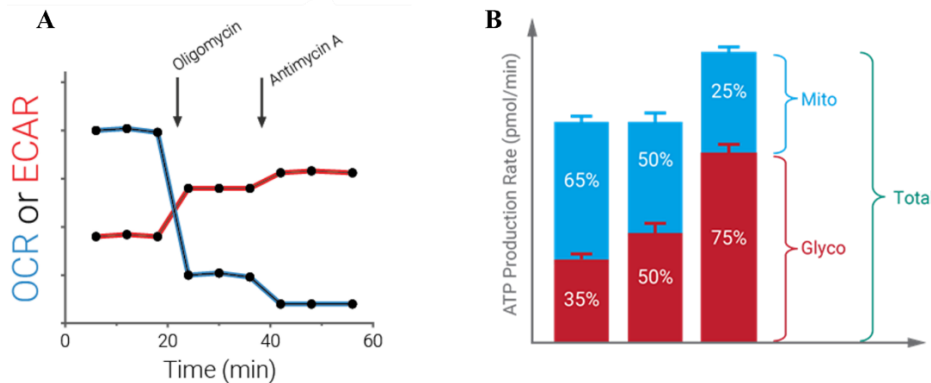 A
Oligomycin
Antimycin A
OCR or ECAR
0
20
40
60
Time (min)
B
ATP Production Rate (pmol/min)
65%
35%
50%
50%
25%
75%
Mito
Glyco
Tota